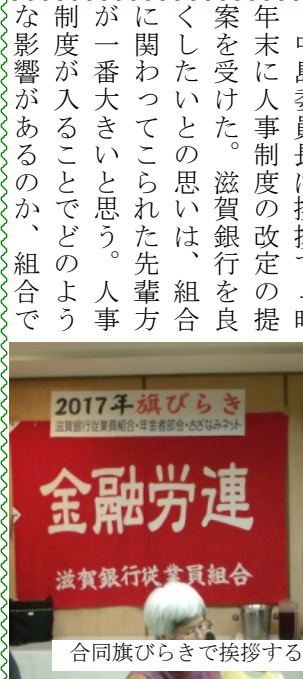 委員長は挨拶で
年末に人事制度の改定の提
案を受けた。滋賀銀行を良
くしたいとの思いは、組合
に関わってこられた先輩方
が一番大きいと思う。人事
制度が入ることでどのよう
な影響があるのか、組合で
2017年旗びらき
滋賀銀行従業員組合・年金者部会・さざなみネット
金融労連
滋賀銀行従業員組合
合同旗びらきで挨拶する